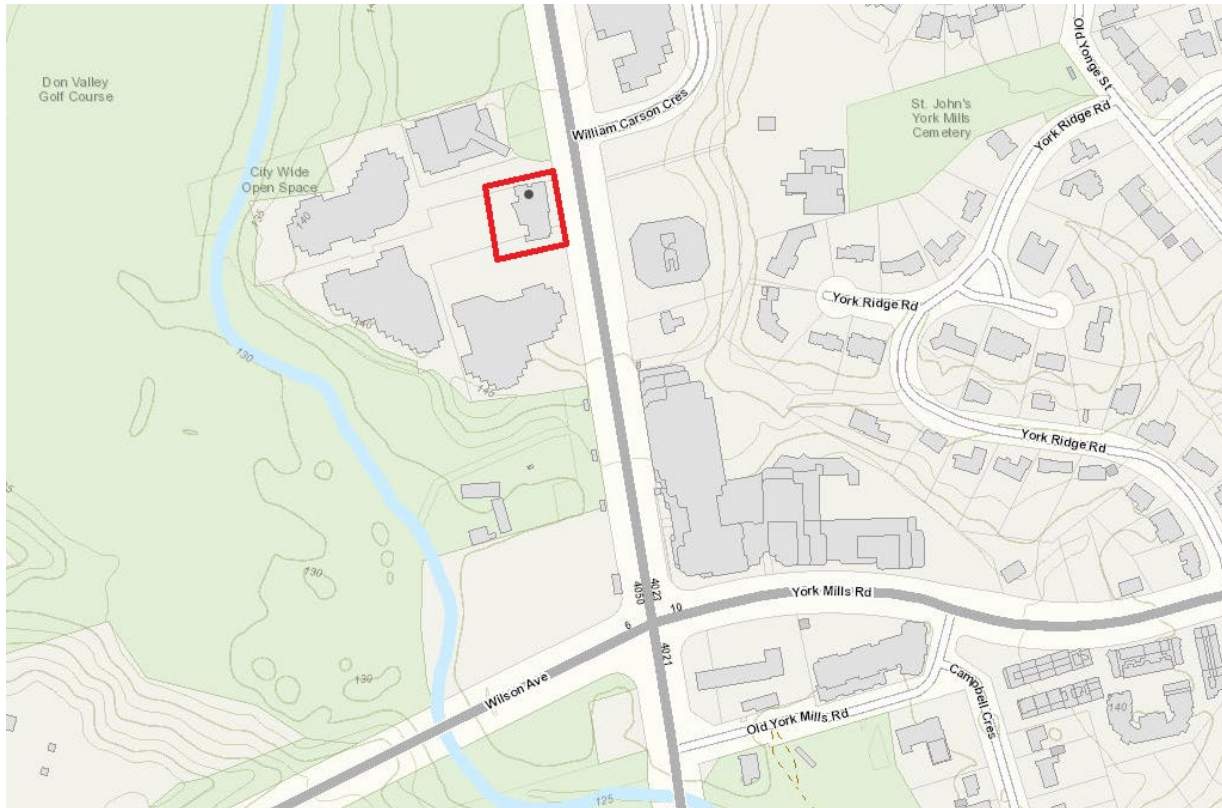 Don Valley
Golf Course
City Wide
Open Space
135
140
William Carson Cres
St. John's
York Mills
Cemetery
Old Yonge St
York Ridge Rd
York Ridge Rd
140
130
145
York Ridge Rd
130
4050
4023
6
10
York Mills Rd
4021
130
Wilson Ave
Old York Mills Rd
Campbell Cres
140
125